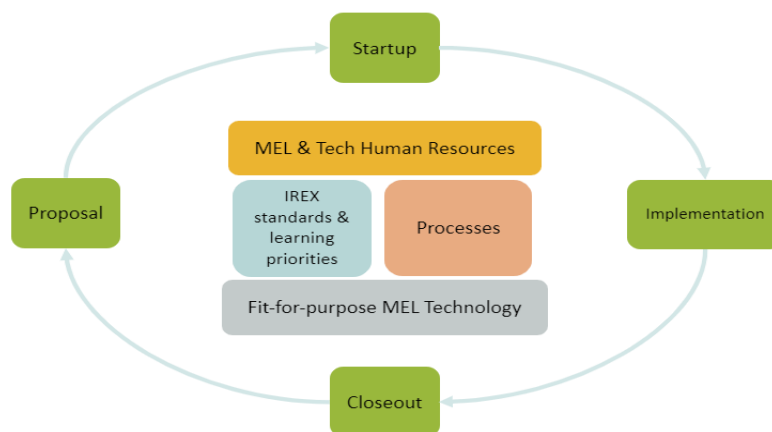 Startup
MEL & Tech Human Resources
Proposal
IREX
standards &
learning
priorities
Processes
Implementation
Fit-for-purpose MEL Technology
Closeout